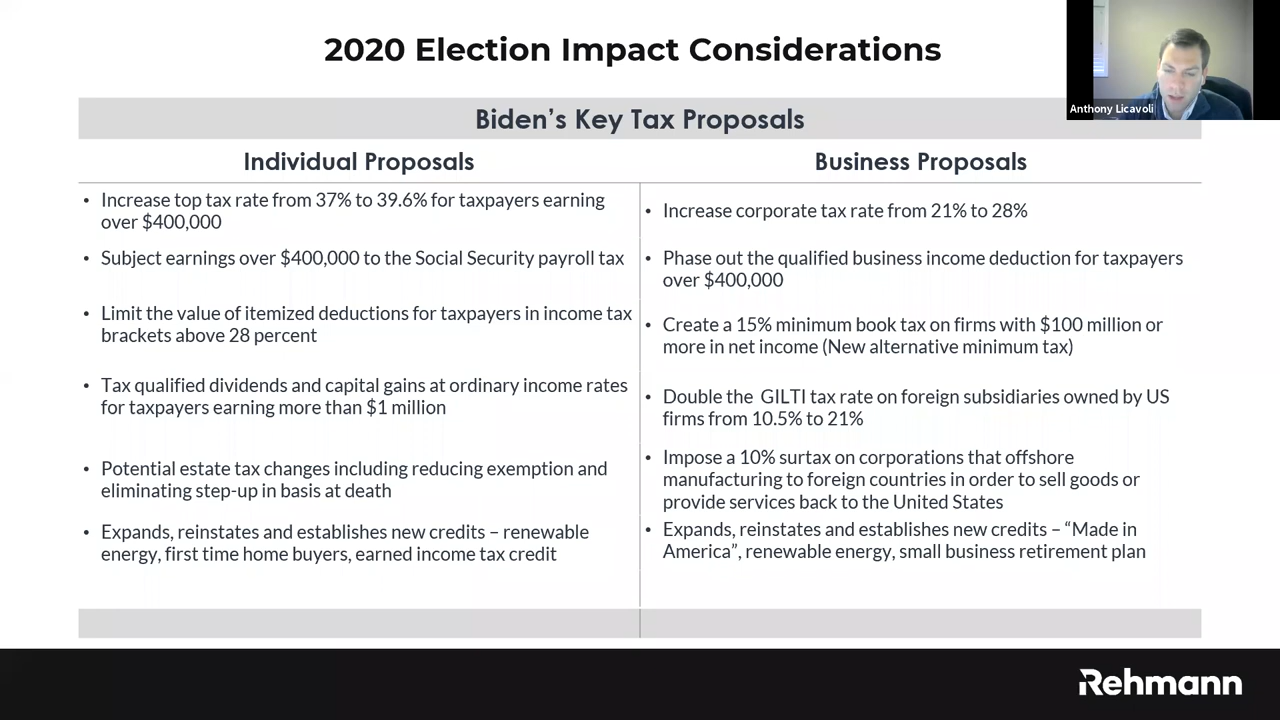 2020 Election Impact Considerations
Anthony Licavoli
Biden's Key Tax Proposals
Individual Proposals
• Increase top tax rate from 37% to 39.6% for taxpayers earning
over $400,000
• Subject earnings over $400,000 to the Social Security payroll tax
• Limit the value of itemized deductions for taxpayers in income tax
brackets above 28 percent
• Tax qualified dividends and capital gains at ordinary income rates
for taxpayers earning more than $1 million
• Potential estate tax changes including reducing exemption and
eliminating step-up in basis at death
• Expands, reinstates and establishes new credits – renewable
energy, first time home buyers, earned income tax credit
Business Proposals
• Increase corporate tax rate from 21% to 28%
• Phase out the qualified business income deduction for taxpayers
over $400,000
• Create a 15% minimum book tax on firms with $100 million or
more in net income (New alternative minimum tax)
• Double the  GILTI tax rate on foreign subsidiaries owned by US
firms from 10.5% to 21%
• Impose a 10% surtax on corporations that offshore
manufacturing to foreign countries in order to sell goods or
provide services back to the United States
• Expands, reinstates and establishes new credits – “Made in
America”, renewable energy, small business retirement plan
Rehmann